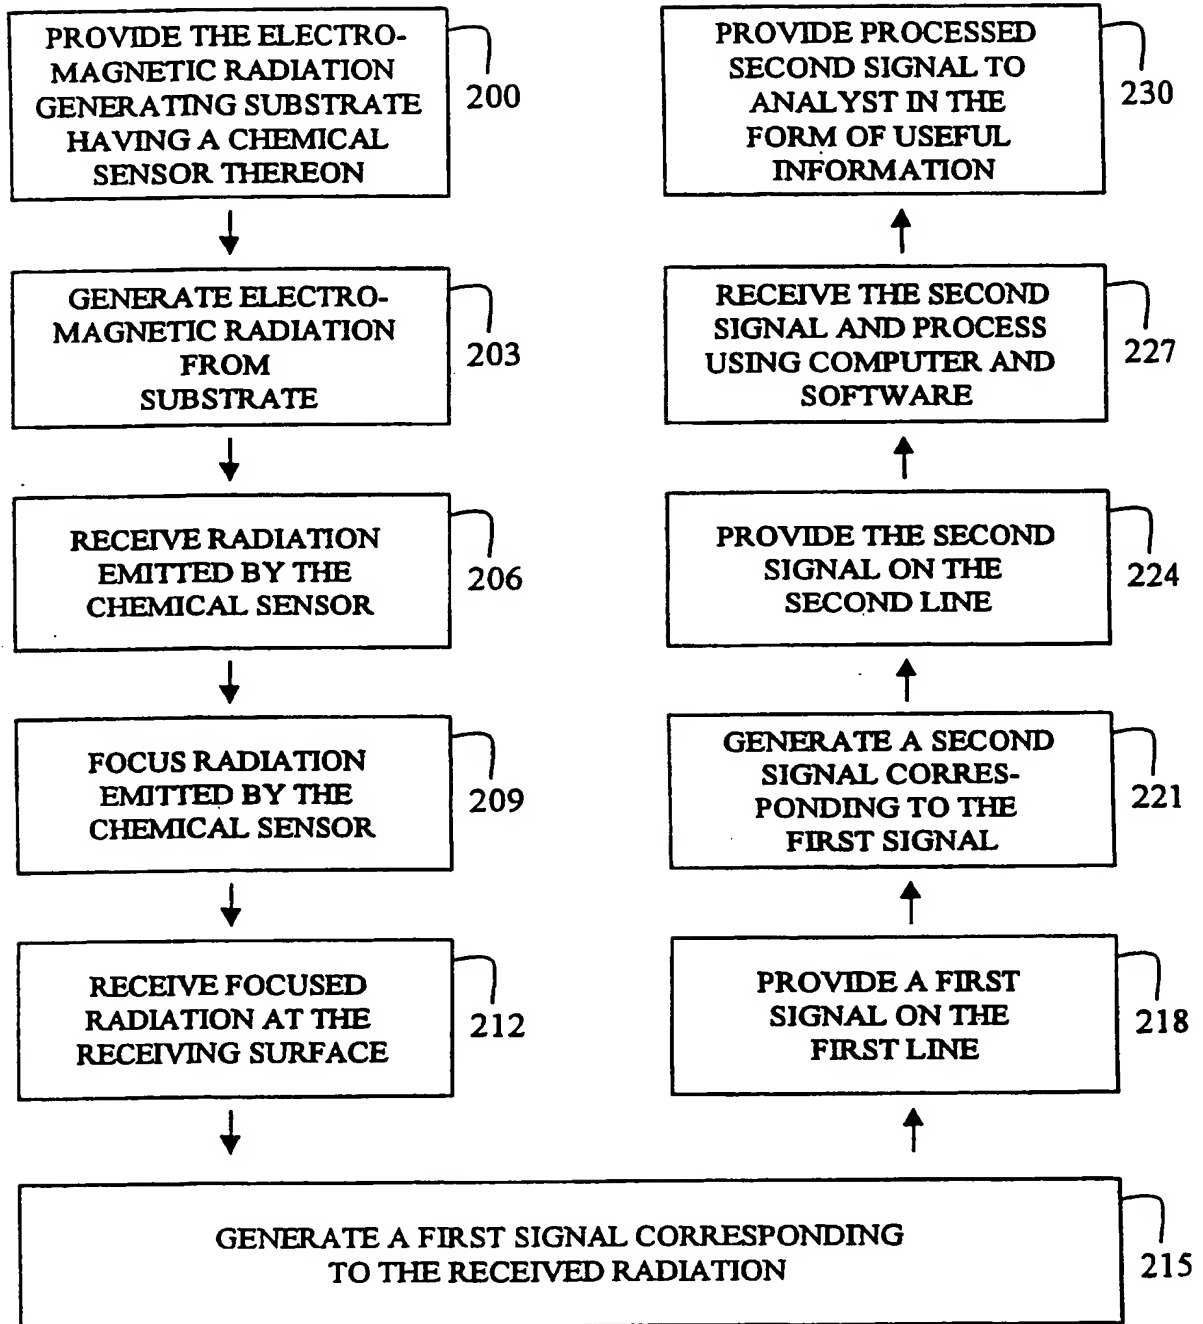 PROVIDE THE ELECTRO-
MAGNETIC RADIATION
GENERATING SUBSTRATE
HAVING A CHEMICAL
SENSOR THEREON
200
GENERATE ELECTRO-
MAGNETIC RADIATION
FROM
SUBSTRATE
203
RECEIVE RADIATION
EMITTED BY THE
CHEMICAL SENSOR
206
FOCUS RADIATION
EMITTED BY THE
CHEMICAL SENSOR
209
RECEIVE FOCUSED
RADIATION AT THE
RECEIVING SURFACE
212
GENERATE A FIRST SIGNAL CORRESPONDING
TO THE RECEIVED RADIATION
215
PROVIDE A FIRST
SIGNAL ON THE
FIRST LINE
218
GENERATE A SECOND
SIGNAL CORRES-
PONDING TO THE
FIRST SIGNAL
221
PROVIDE THE SECOND
SIGNAL ON THE
SECOND LINE
224
RECEIVE THE SECOND
SIGNAL AND PROCESS
USING COMPUTER AND
SOFTWARE
227
PROVIDE PROCESSED
SECOND SIGNAL TO
ANALYST IN THE
FORM OF USEFUL
INFORMATION
230